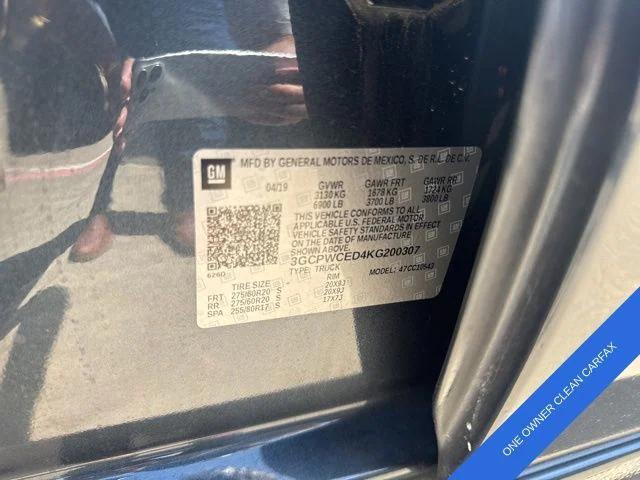 GM
MFD BY GENERAL MOTORS DE MEXICO, S. DE R.L. DE C.V.
04/19 GVWR GAWR FRT GAWR RR
3130 KG 1678 KG 1724 KG
6900 LB 3700 LB 3800 LB
THIS VEHICLE CONFORMS TO ALL
APPLICABLE U.S. FEDERAL MOTOR
VEHICLE SAFETY STANDARDS IN EFFECT
ON THE DATE OF MANUFACTURE
SHOWN ABOVE.
3GCPWCED4KG200307
626D TYPE: TRUCK MODEL: 47CC10543
TIRE SIZE RIM
FRT 275/60R20 S 20X9J
RR 275/60R20 S 20X9J
SPA 255/80R17 S 17X7J
ONE OWNER CLEAN CARFAX